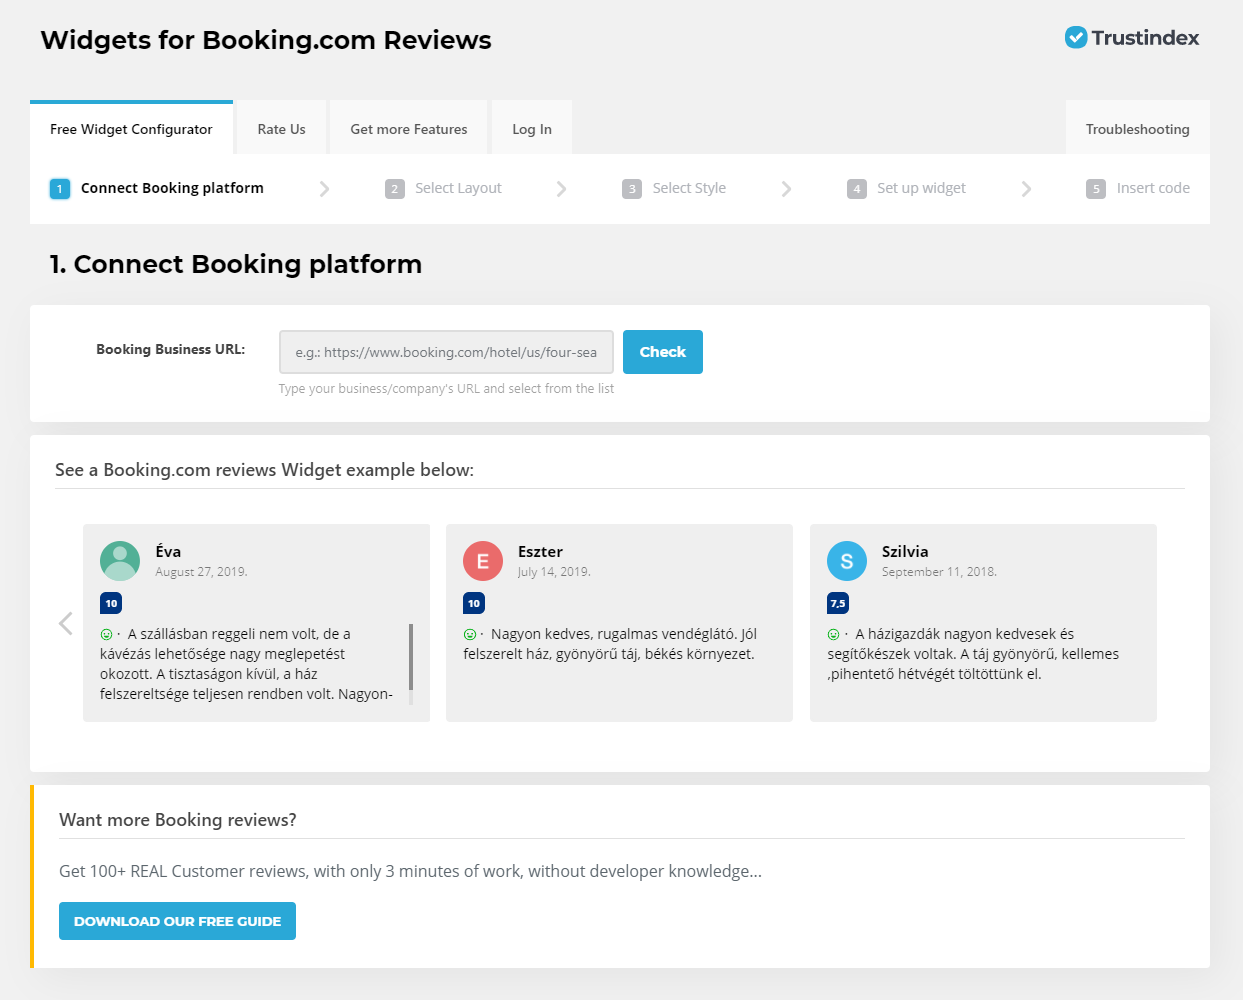 Widgets for Booking.com Reviews
Trustindex
Free Widget Configurator
Rate Us
Get more Features
Log In
Troubleshooting
1 Connect Booking platform
2 Select Layout
3 Select Style
4 Set up widget
5 Insert code
1. Connect Booking platform
Booking Business URL:
e.g.: https://www.booking.com/hotel/us/four-sea
Check
Type your business/company's URL and select from the list
See a Booking.com reviews Widget example below:
Éva
August 27, 2019.
10
· A szállásban reggeli nem volt, de a
kávézás lehetősége nagy meglepetést
okozott. A tisztaságon kívül, a ház
felszereltsége teljesen rendben volt. Nagyon-
E
Eszter
July 14, 2019.
10
· Nagyon kedves, rugalmas vendéglátó. Jól
felszerelt ház, gyönyörű táj, békés környezet.
S
Szilvia
September 11, 2018.
7,5
· A házigazdák nagyon kedvesek és
segítőkészek voltak. A táj gyönyörű, kellemes
,pihentető hétvégét töltöttünk el.
Want more Booking reviews?
Get 100+ REAL Customer reviews, with only 3 minutes of work, without developer knowledge...
DOWNLOAD OUR FREE GUIDE